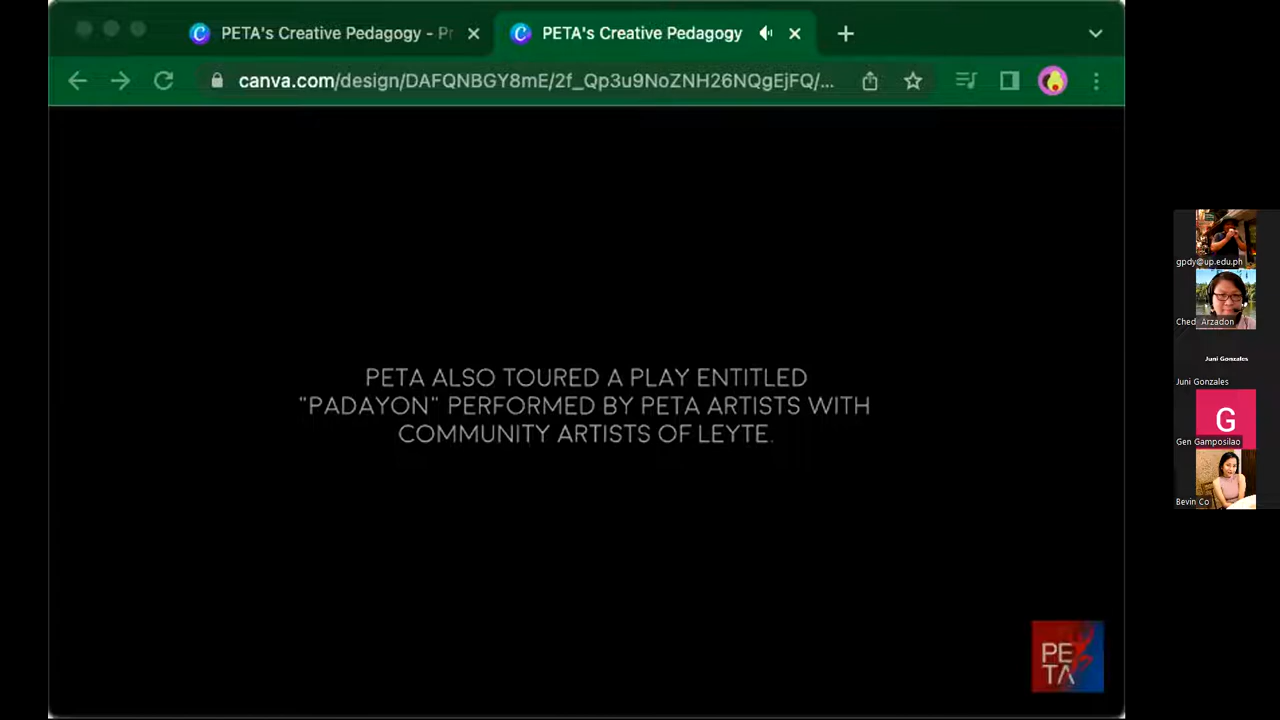 PETA's Creative Pedagogy - Pr
PETA's Creative Pedagogy
canva.com/design/DAFQNBGY8mE/2f_Qp3u9NoZNH26NQgEjFQ/...
PETA ALSO TOURED A PLAY ENTITLED
"PADAYON" PERFORMED BY PETA ARTISTS WITH
COMMUNITY ARTISTS OF LEYTE.
PE
TA
gpdy@up.edu.ph
Ched Arzadon
Juni Gonzales
Juni Gonzales
G
Gen Gamposilao
Bevin Co